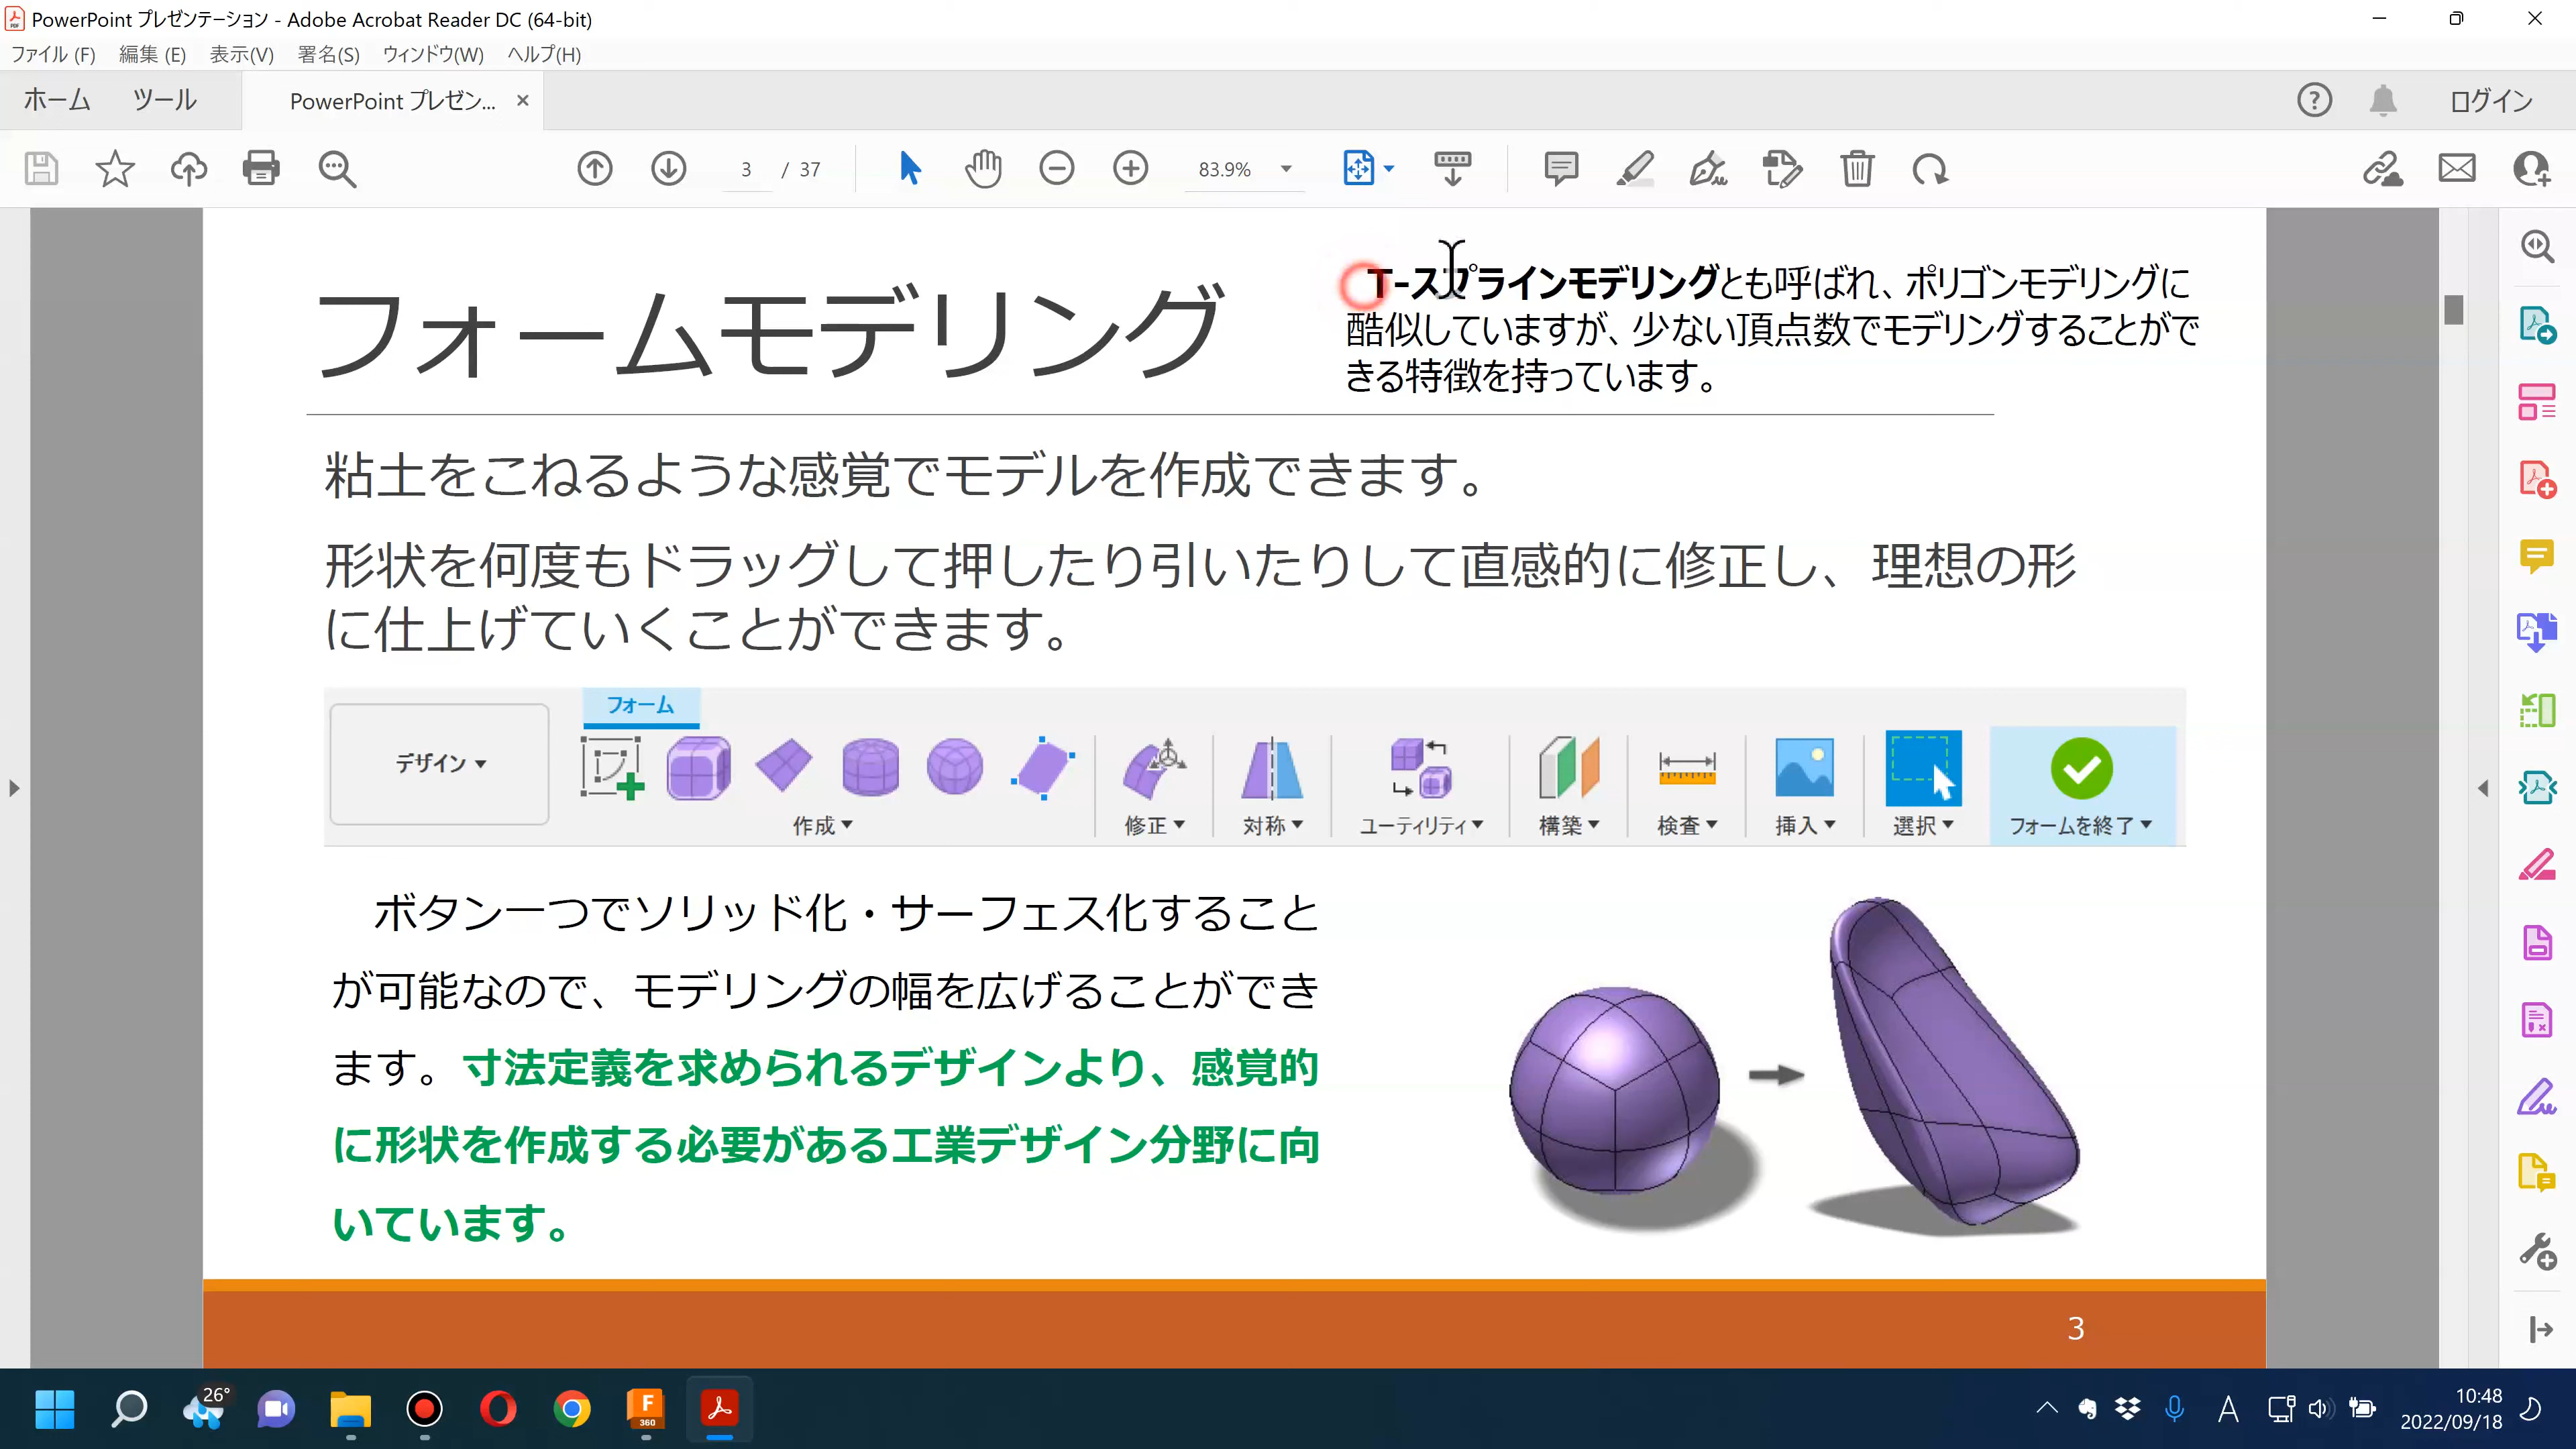 PowerPoint プレゼンテーション - Adobe Acrobat Reader DC (64-bit)
ファイル (F) 編集 (E) 表示(V) 署名(S) ウィンドウ(W) ヘルプ(H)
ホーム ツール PowerPoint プレゼン... × ログイン
3 / 37 83.9%
フォームモデリング
T-スプラインモデリングとも呼ばれ、ポリゴンモデリングに
酷似していますが、少ない頂点数でモデリングすることがで
きる特徴を持っています。
粘土をこねるような感覚でモデルを作成できます。
形状を何度もドラッグして押したり引いたりして直感的に修正し、理想の形
に仕上げていくことができます。
フォーム
デザイン▼
作成▼ 修正▼ 対称▼ ユーティリティ▼ 構築▼ 検査▼ 挿入▼ 選択▼ フォームを終了▼
ボタン一つでソリッド化・サーフェス化すること
が可能なので、モデリングの幅を広げることができ
ます。寸法定義を求められるデザインより、感覚的
に形状を作成する必要がある工業デザイン分野に向
いています。
3
26°
F
360
A
10:48
2022/09/18